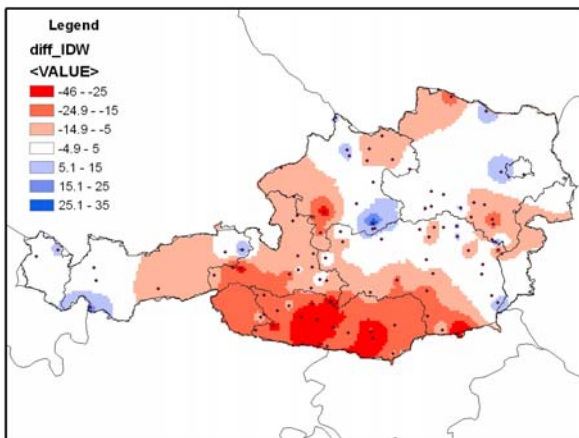 Legend
diff_IDW
<VALUE>
-46 - -25
-24.9 - -15
-14.9 - -5
-4.9 - 5
5.1 - 15
15.1 - 25
25.1 - 35